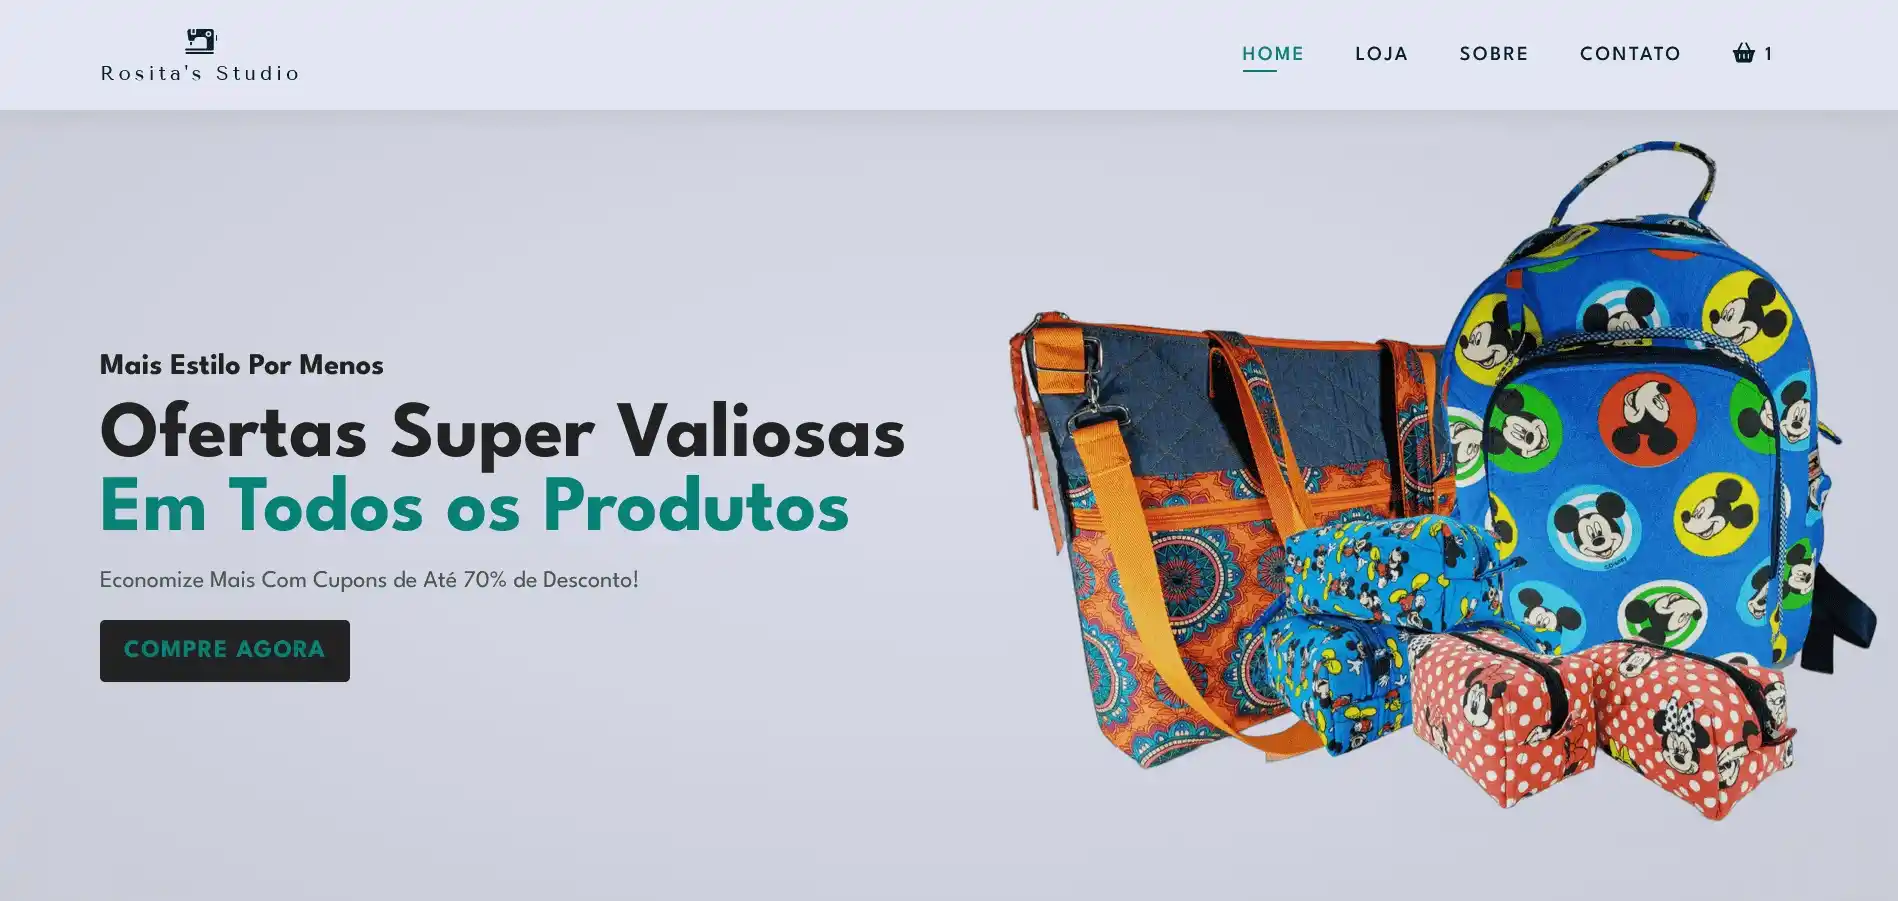 Rosita's Studio
HOME
LOJA
SOBRE
CONTATO
1
Mais Estilo Por Menos
Ofertas Super Valiosas
Em Todos os Produtos
Economize Mais Com Cupons de Até 70% de Desconto!
COMPRE AGORA